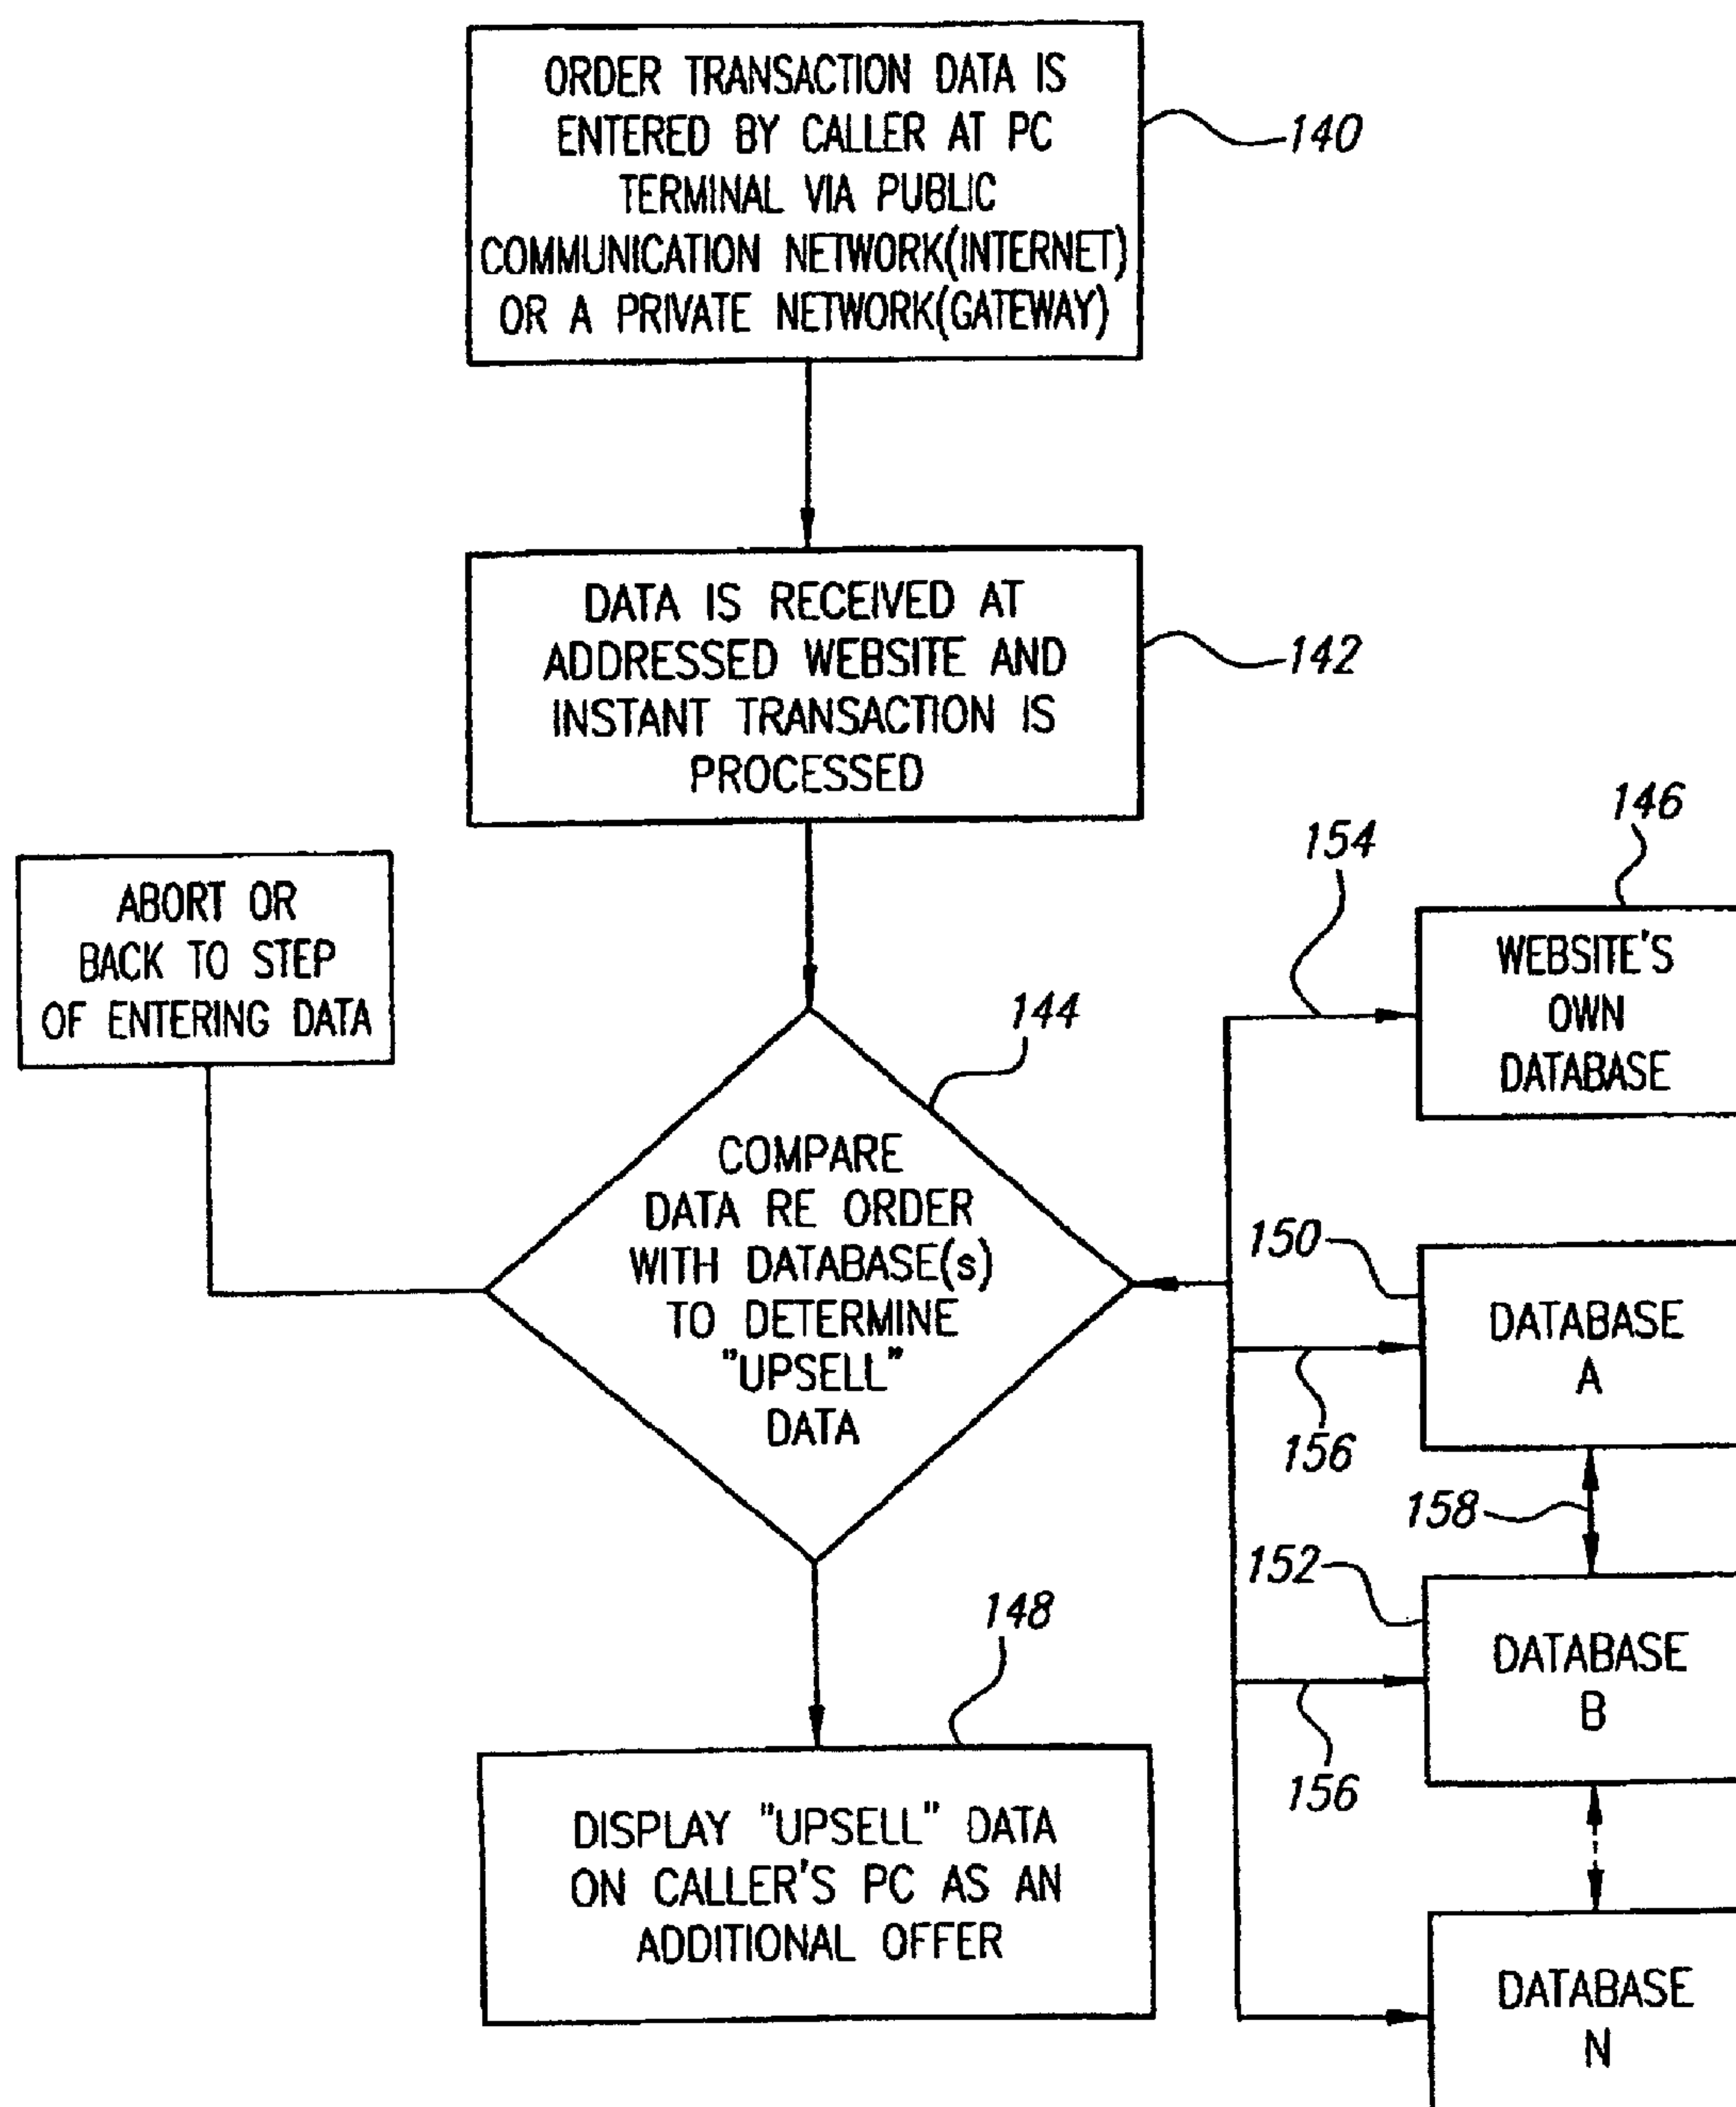 ORDER TRANSACTION DATA IS
ENTERED BY CALLER AT PC
TERMINAL VIA PUBLIC
COMMUNICATION NETWORK(INTERNET)
OR A PRIVATE NETWORK(GATEWAY)
140
DATA IS RECEIVED AT
ADDRESSED WEBSITE AND
INSTANT TRANSACTION IS
PROCESSED
142
ABORT OR
BACK TO STEP
OF ENTERING DATA
144
COMPARE
DATA RE ORDER
WITH DATABASE(s)
TO DETERMINE
"UPSELL"
DATA
154
146
WEBSITE'S
OWN
DATABASE
150
DATABASE
A
156
158
152
DATABASE
B
156
DATABASE
N
148
DISPLAY "UPSELL" DATA
ON CALLER'S PC AS AN
ADDITIONAL OFFER